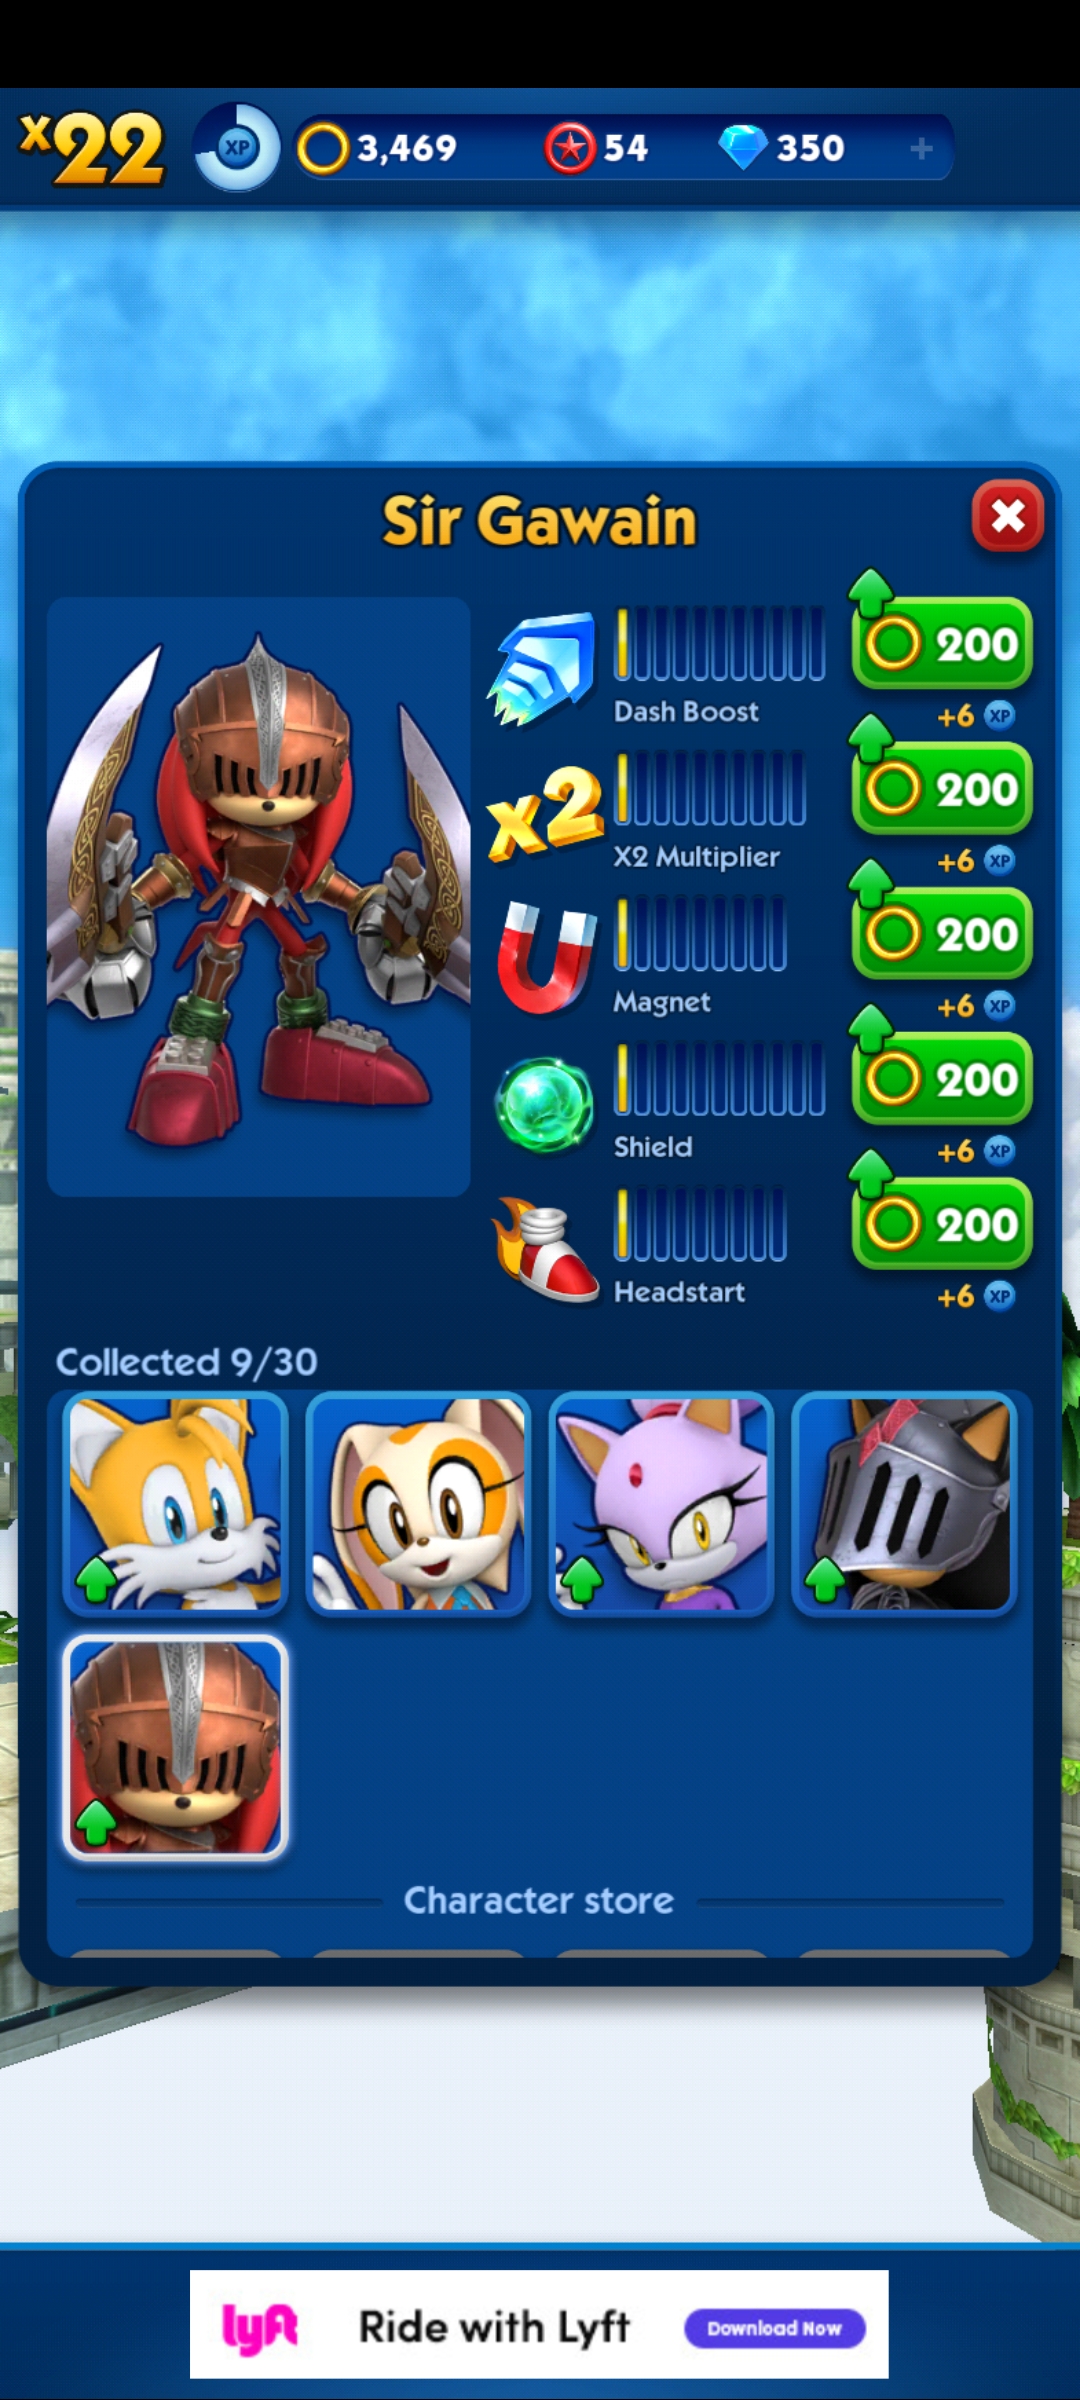 x22 XP 3,469 54 350 +
Sir Gawain
200
Dash Boost
+6 XP
x2
200
X2 Multiplier
+6 XP
200
Magnet
+6 XP
200
Shield
+6 XP
200
Headstart
+6 XP
Collected 9/30
Character store
lyft Ride with Lyft Download Now